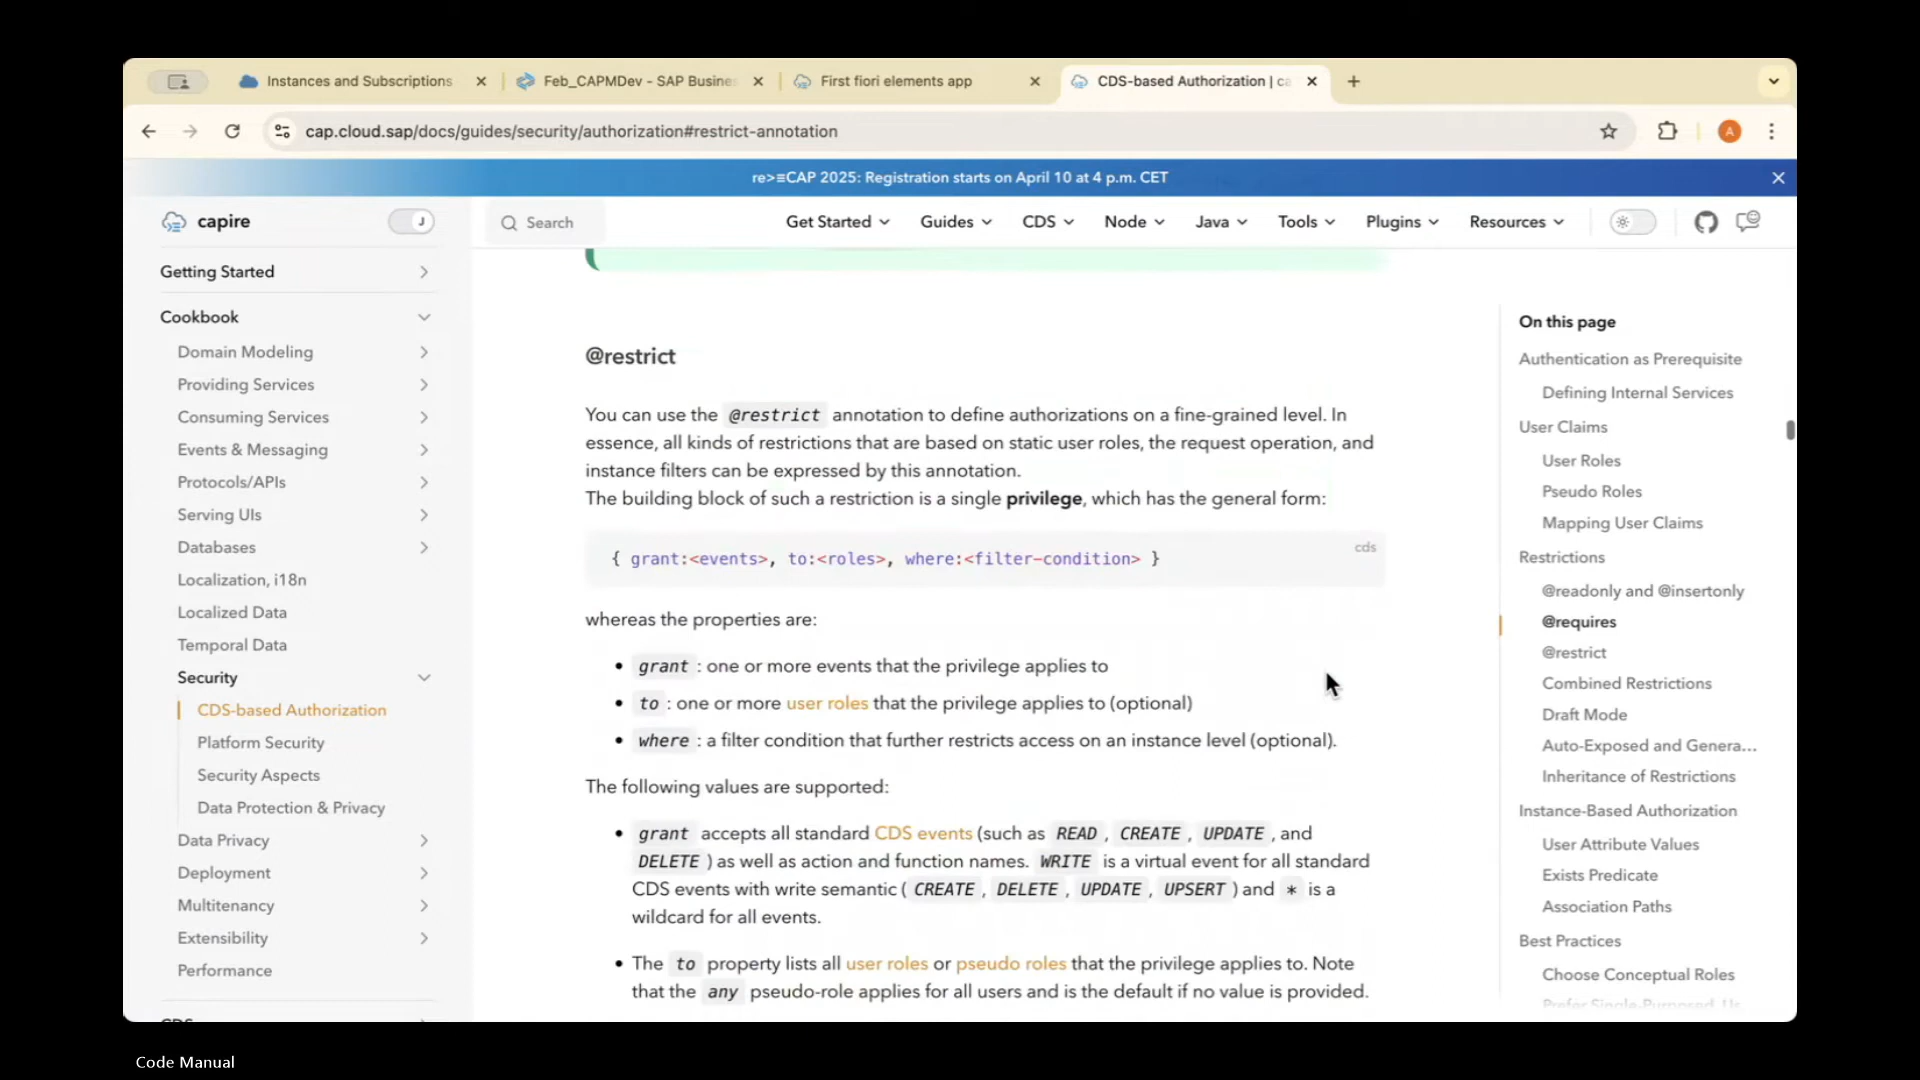 Instances and Subscriptions
Feb_CAPMDev - SAP Busine
First fiori elements app
CDS-based Authorization | ca
cap.cloud.sap/docs/guides/security/authorization#restrict-annotation
A
re>≡CAP 2025: Registration starts on April 10 at 4 p.m. CET
capire
J
Search
Get Started
Guides
CDS
Node
Java
Tools
Plugins
Resources
Getting Started
Cookbook
Domain Modeling
Providing Services
Consuming Services
Events & Messaging
Protocols/APIs
Serving UIs
Databases
Localization, i18n
Localized Data
Temporal Data
Security
CDS-based Authorization
Platform Security
Security Aspects
Data Protection & Privacy
Data Privacy
Deployment
Multitenancy
Extensibility
Performance
CDS
@restrict
You can use the @restrict annotation to define authorizations on a fine-grained level. In
essence, all kinds of restrictions that are based on static user roles, the request operation, and
instance filters can be expressed by this annotation.
The building block of such a restriction is a single privilege, which has the general form:
cds
{ grant:<events>, to:<roles>, where:<filter-condition> }
whereas the properties are:
• grant : one or more events that the privilege applies to
• to : one or more user roles that the privilege applies to (optional)
• where : a filter condition that further restricts access on an instance level (optional).
The following values are supported:
• grant accepts all standard CDS events (such as READ , CREATE , UPDATE , and
DELETE ) as well as action and function names. WRITE is a virtual event for all standard
CDS events with write semantic ( CREATE , DELETE , UPDATE , UPSERT ) and * is a
wildcard for all events.
• The to property lists all user roles or pseudo roles that the privilege applies to. Note
that the any pseudo-role applies for all users and is the default if no value is provided.
On this page
Authentication as Prerequisite
Defining Internal Services
User Claims
User Roles
Pseudo Roles
Mapping User Claims
Restrictions
@readonly and @insertonly
@requires
@restrict
Combined Restrictions
Draft Mode
Auto-Exposed and Genera...
Inheritance of Restrictions
Instance-Based Authorization
User Attribute Values
Exists Predicate
Association Paths
Best Practices
Choose Conceptual Roles
Prefer Single-Purposed, Us
Code Manual